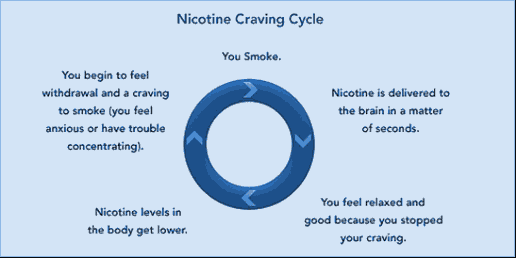 Nicotine Craving Cycle
You Smoke.
Nicotine is delivered to
the brain in a matter
of seconds.
You feel relaxed and
good because you stopped
your craving.
Nicotine levels in
the body get lower.
You begin to feel
withdrawal and a craving
to smoke (you feel
anxious or have trouble
concentrating).